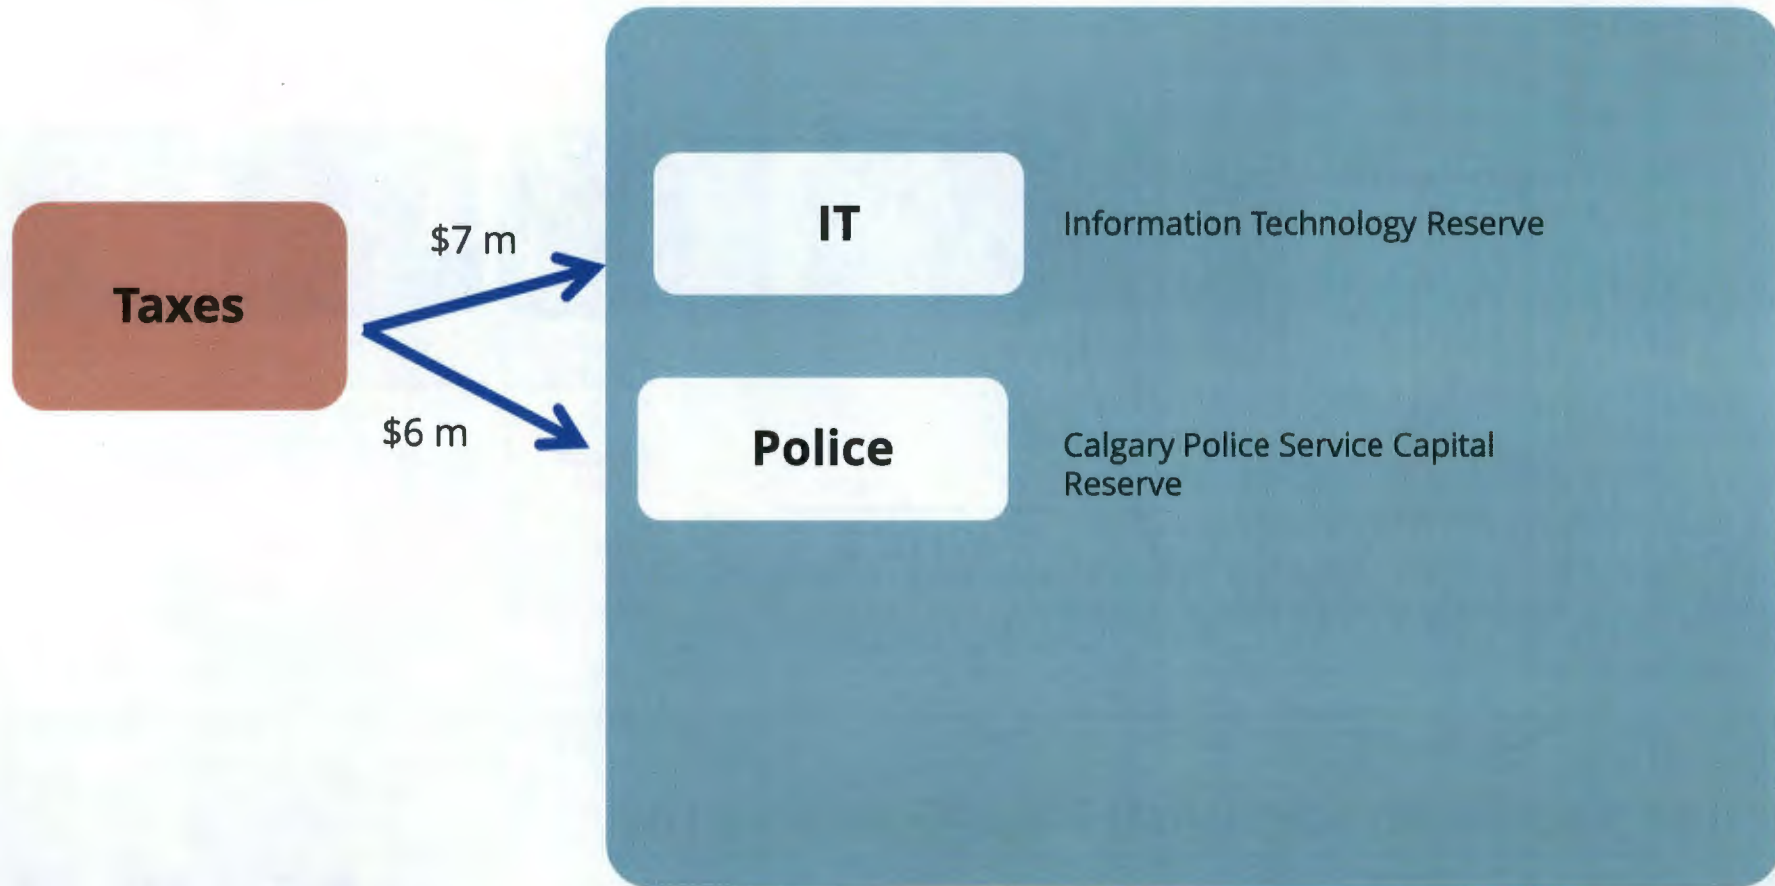 Taxes
$7 m
$6 m
IT
Information Technology Reserve
Police
Calgary Police Service Capital
Reserve